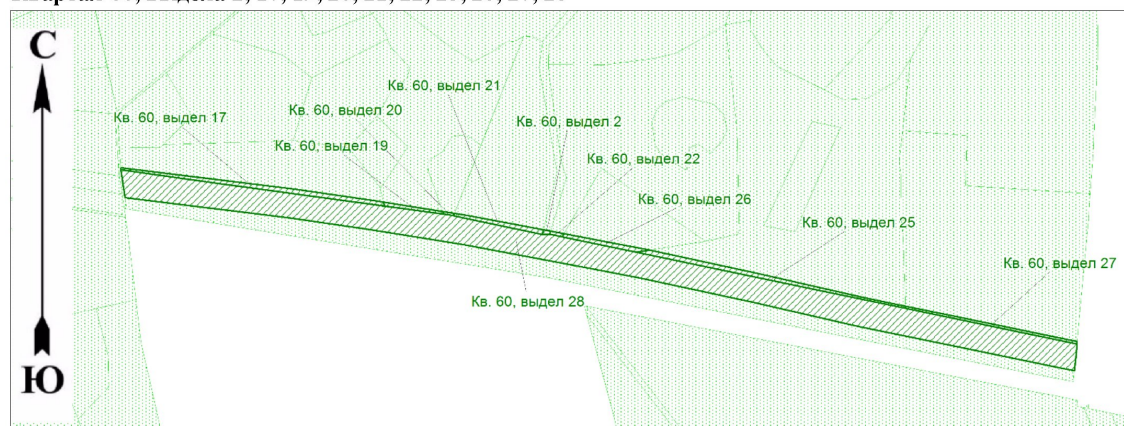 С
Кв. 60, выдел 21
Кв. 60, выдел 20
Кв. 60, выдел 17
Кв. 60, выдел 2
Кв. 60, выдел 19
Кв. 60, выдел 22
Кв. 60, выдел 26
Кв. 60, выдел 25
Кв. 60, выдел 27
Кв. 60, выдел 28
Ю